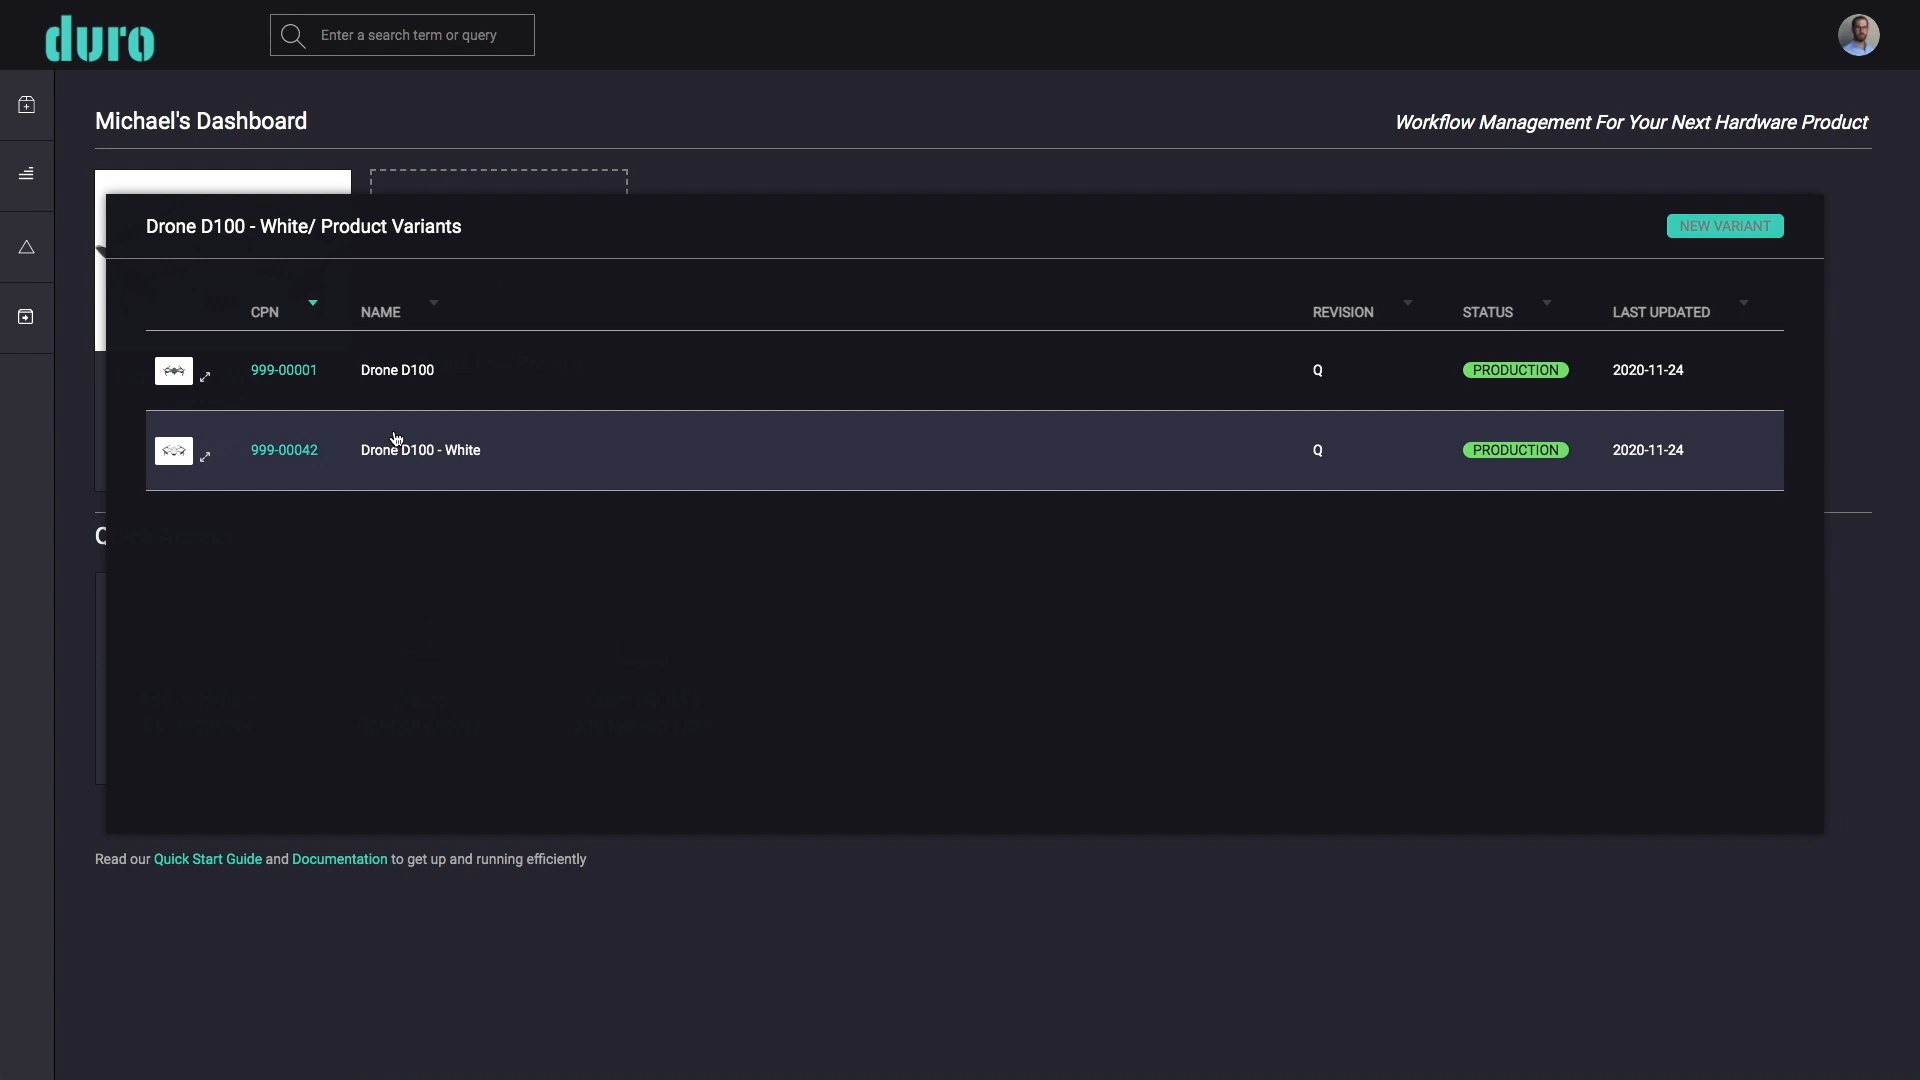 duro
Enter a search term or query
Michael's Dashboard
Workflow Management For Your Next Hardware Product
Drone D100 - White/ Product Variants
NEW VARIANT
CPN NAME REVISION STATUS LAST UPDATED
999-00001 Drone D100 Q PRODUCTION 2020-11-24
999-00042 Drone D100 - White Q PRODUCTION 2020-11-24
Read our Quick Start Guide and Documentation to get up and running efficiently